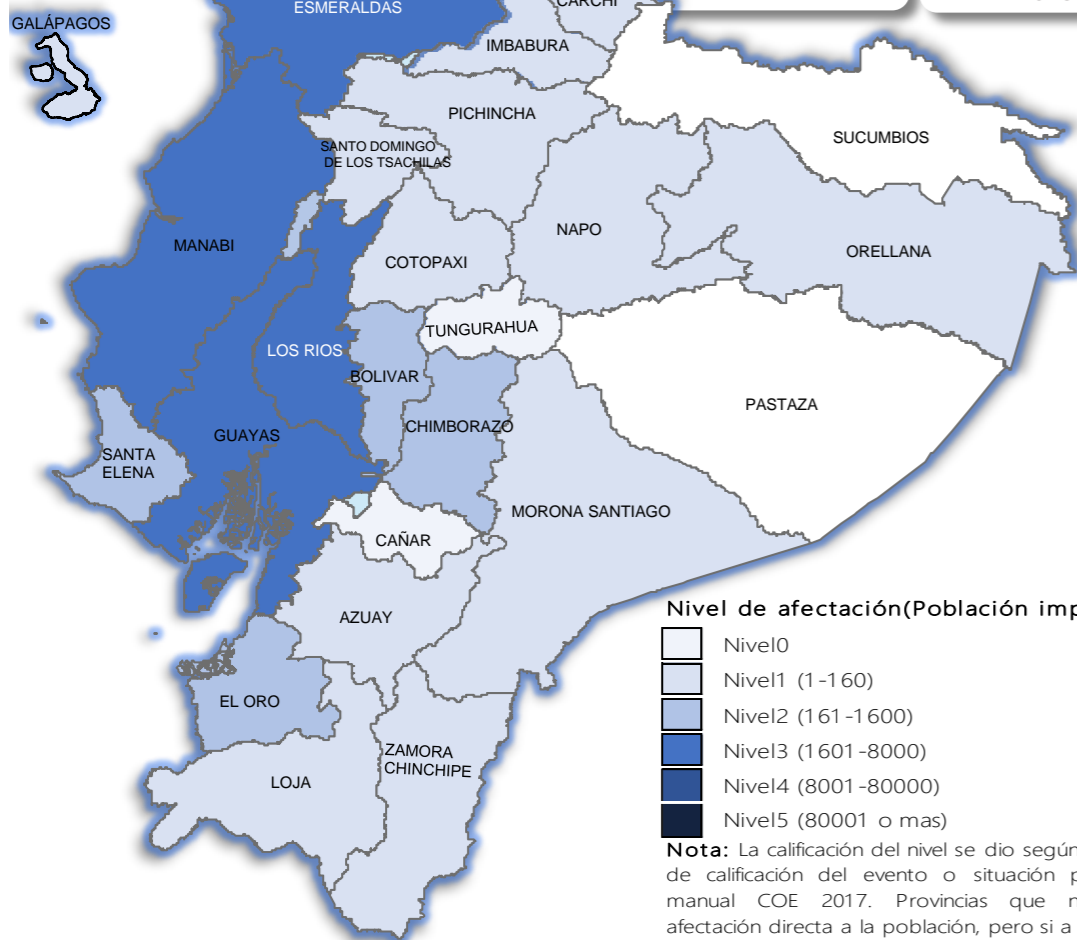 ESMERALDAS
CARCHI
GALÁPAGOS
IMBABURA
PICHINCHA
SUCUMBIOS
SANTO DOMINGO
DE LOS TSACHILAS
NAPO
MANABI
ORELLANA
COTOPAXI
TUNGURAHUA
LOS RIOS
BOLIVAR
PASTAZA
CHIMBORAZO
GUAYAS
SANTA
ELENA
MORONA SANTIAGO
CAÑAR
AZUAY
EL ORO
ZAMORA
CHINCHIPE
LOJA
Nivel de afectación(Población imp
Nivel0
Nivel1 (1-160)
Nivel2 (161-1600)
Nivel3 (1601-8000)
Nivel4 (8001-80000)
Nivel5 (80001 o mas)
Nota: La calificación del nivel se dio según
de calificación del evento o situación p
manual COE 2017. Provincias que n
afectación directa a la población, pero si a